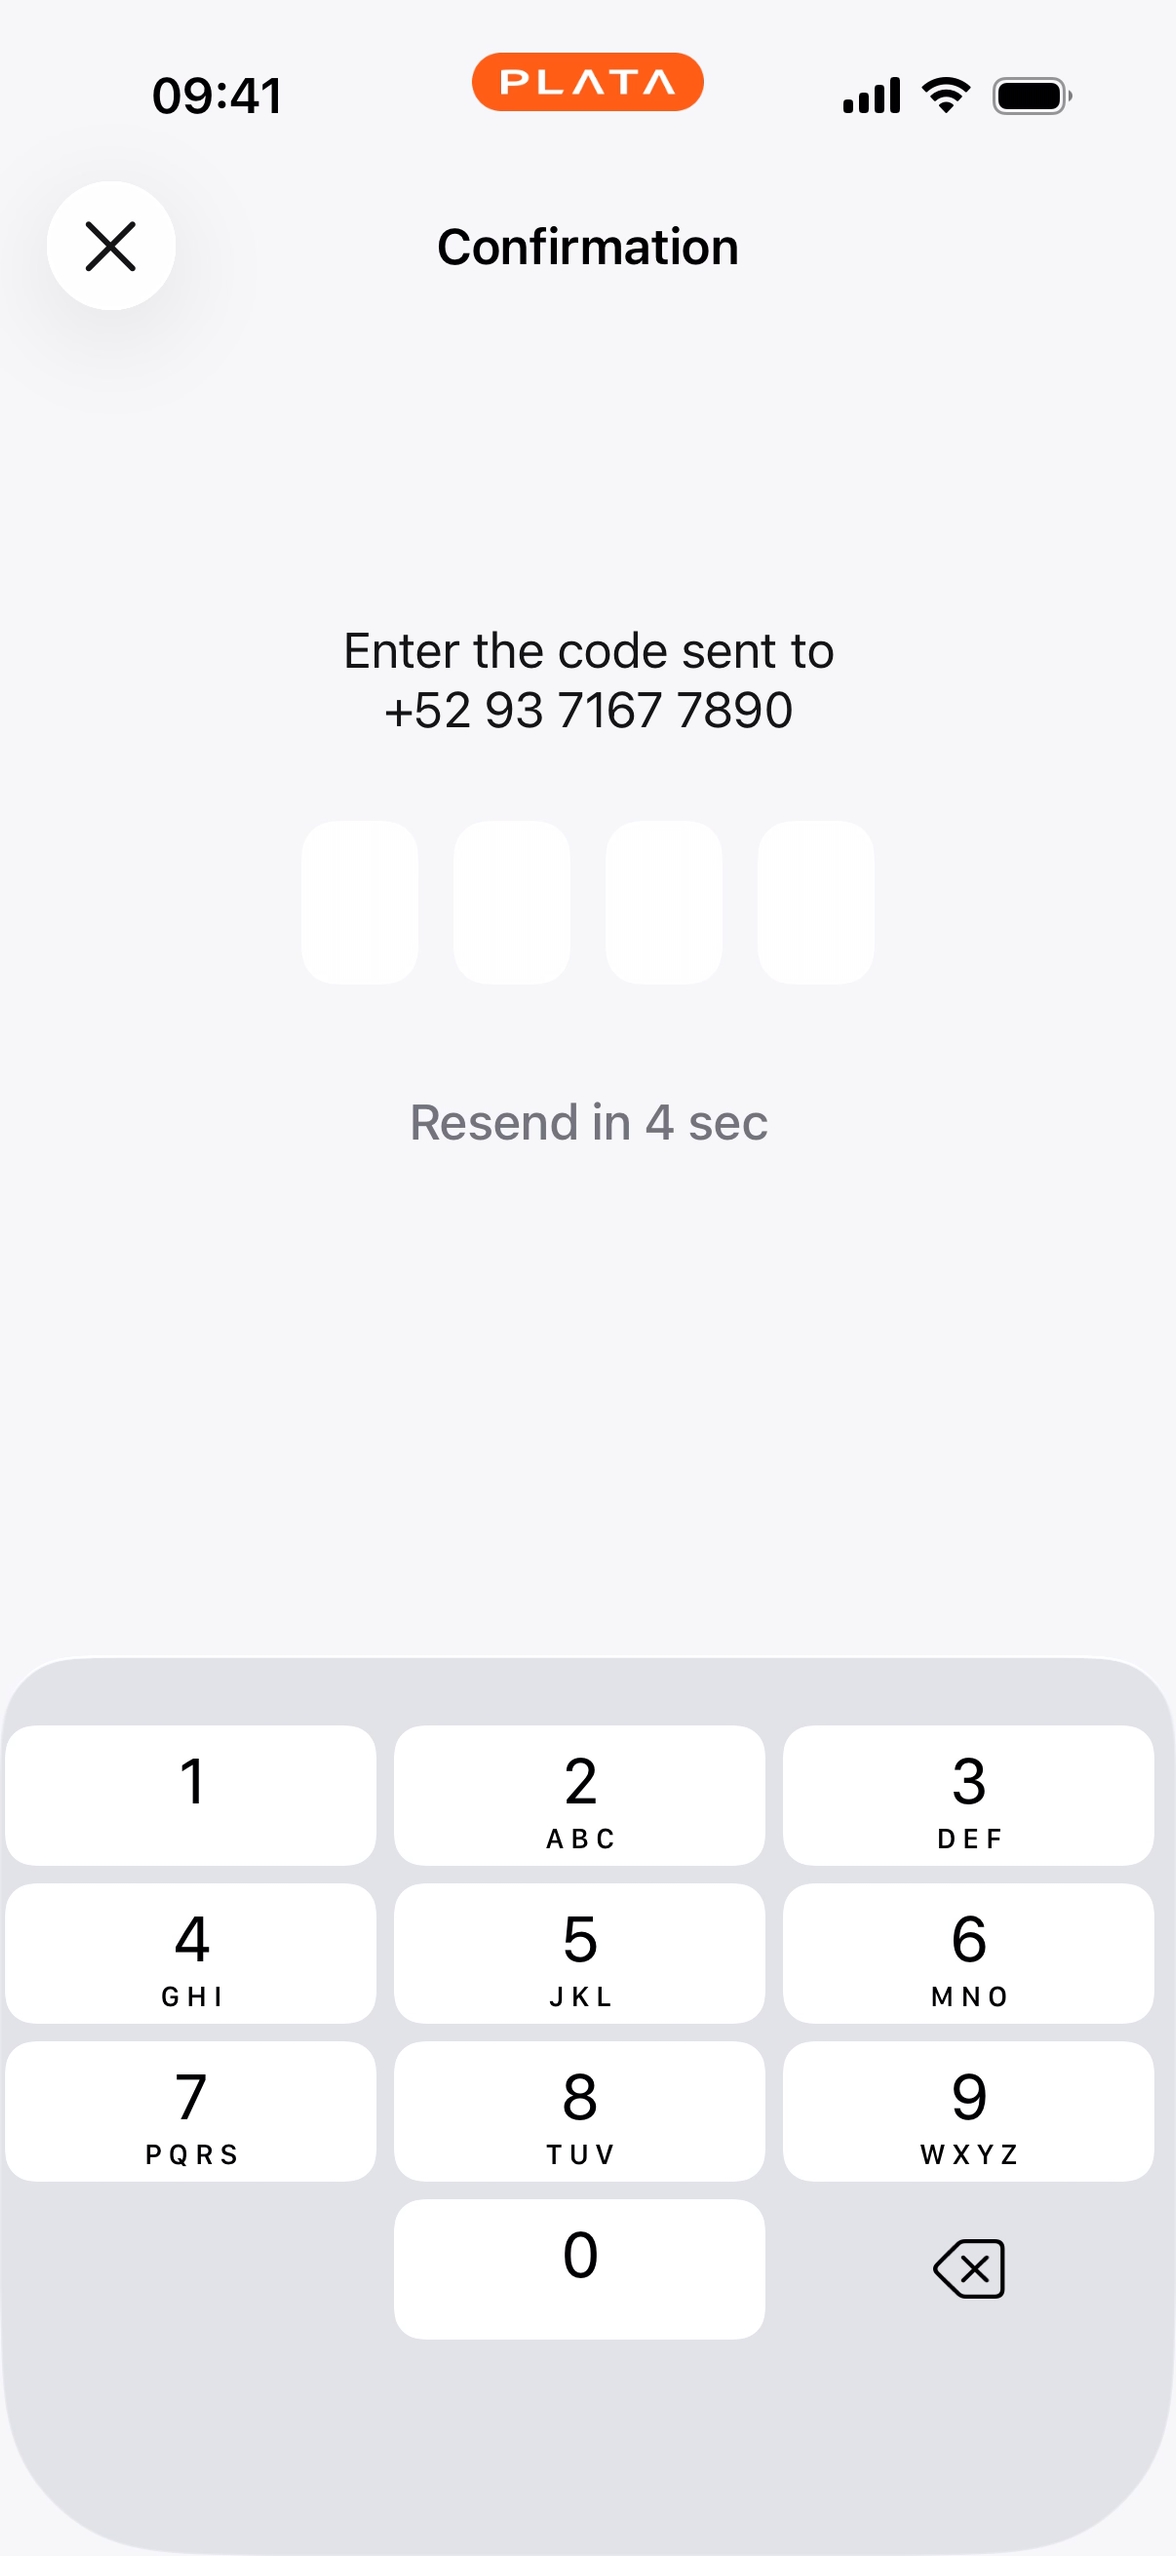 09:41
PLATA
Confirmation
Enter the code sent to
+52 93 7167 7890
Resend in 4 sec
1
2
ABC
3
DEF
4
GHI
5
JKL
6
MNO
7
PQRS
8
TUV
9
WXYZ
0